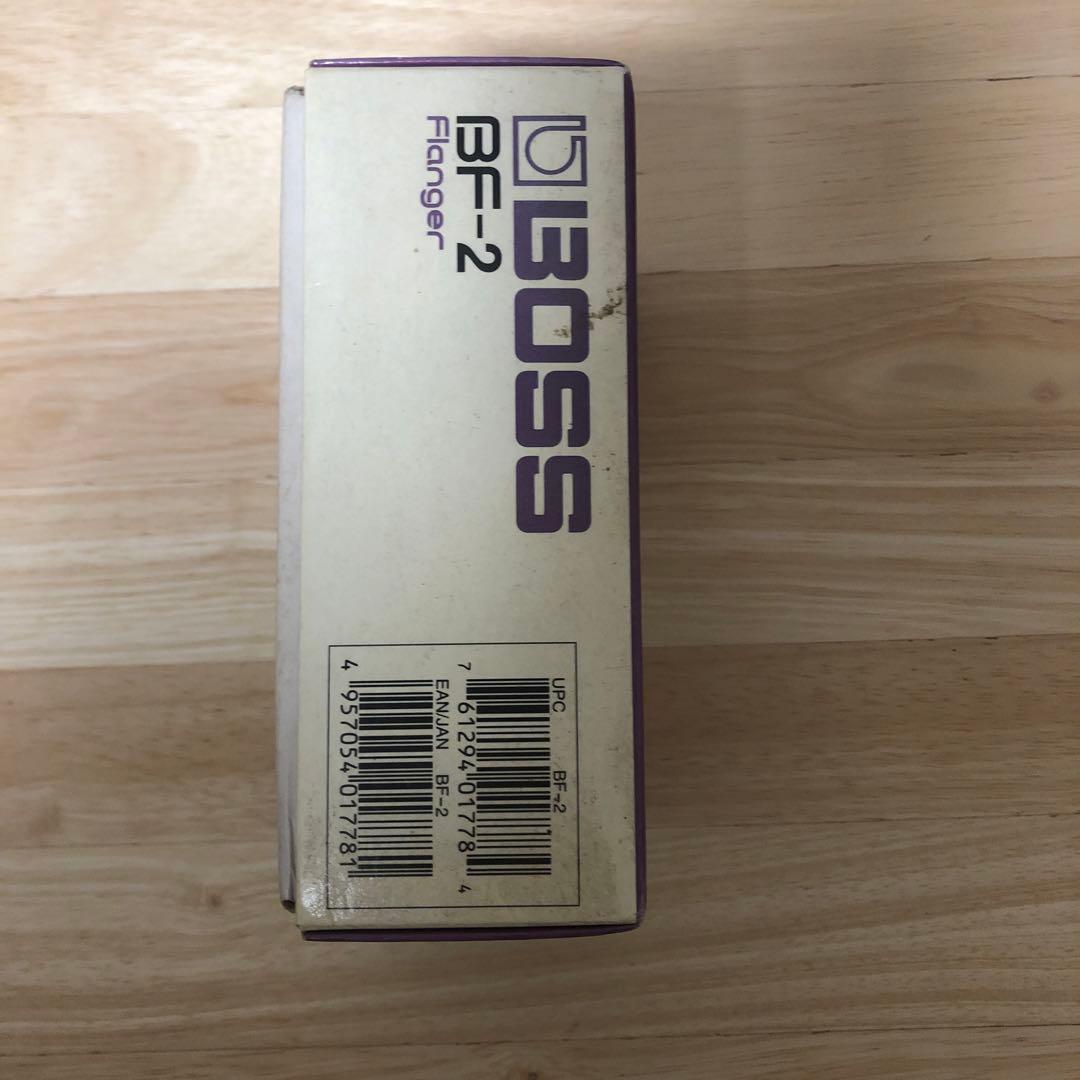 BOSS
BF-2
Flanger
UPC BF-2
7 61294 01778 4
EAN/JAN BF-2
4 957054 017781